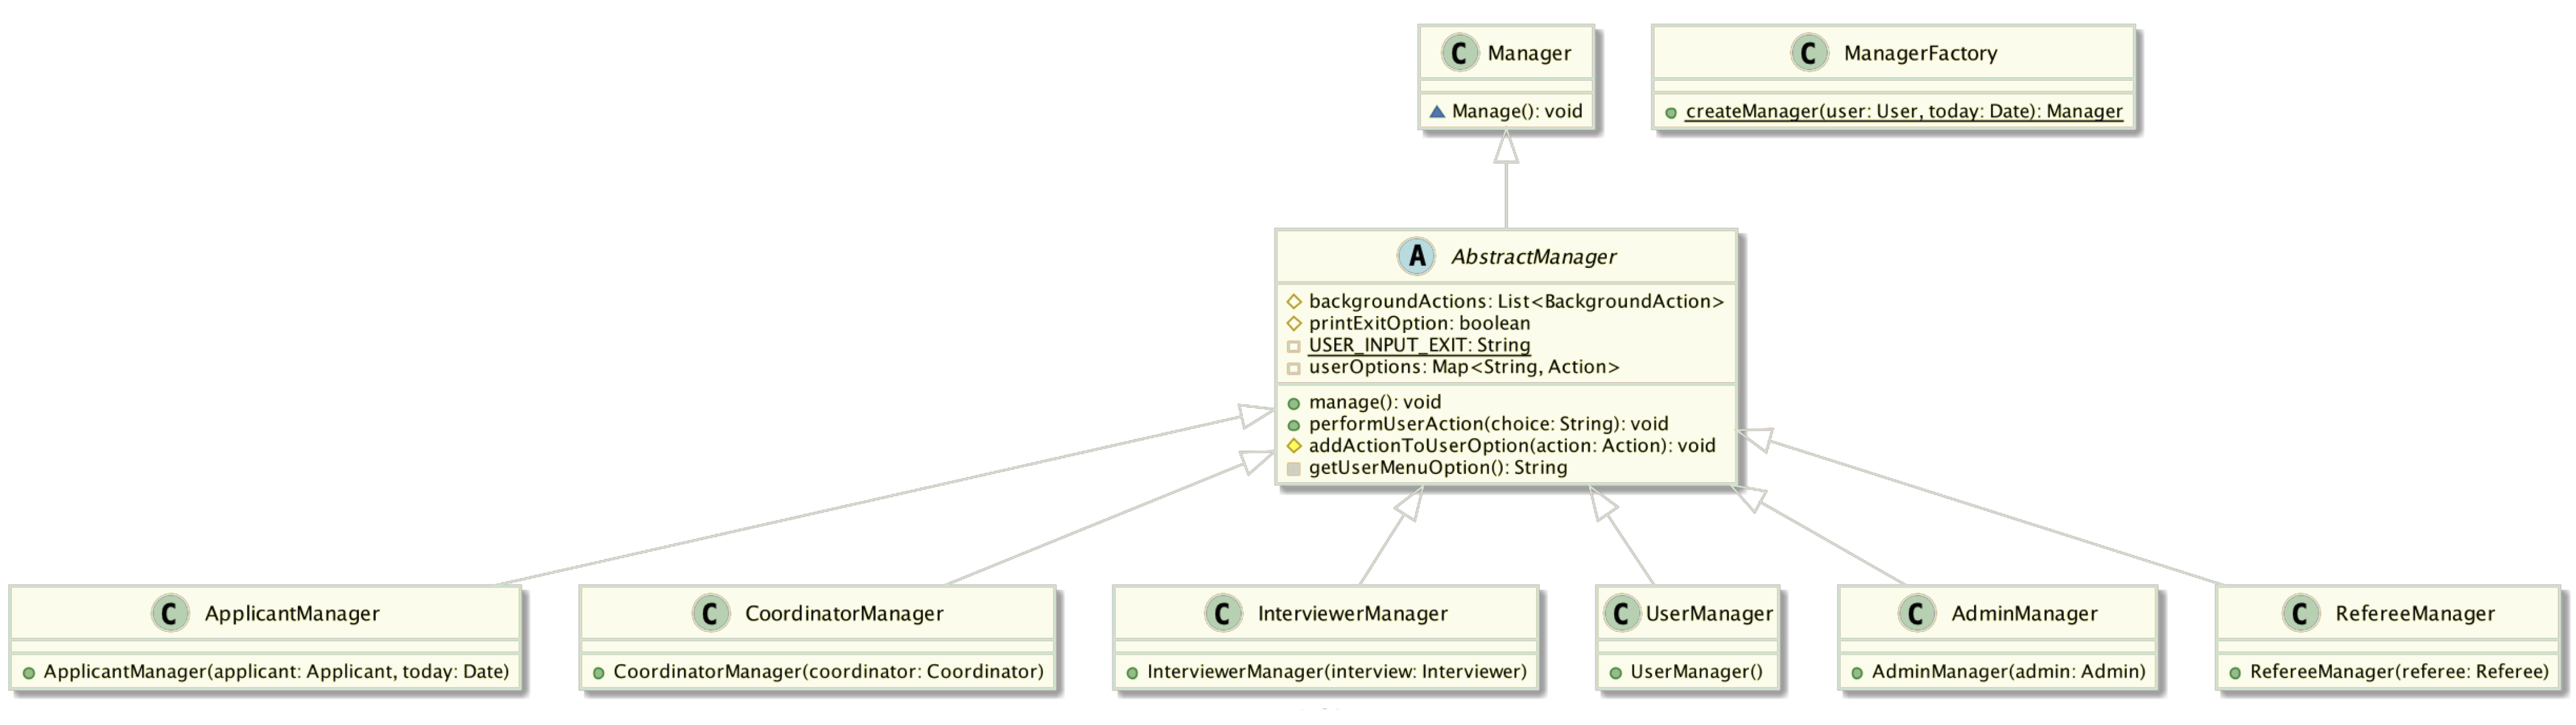 C Manager
Manage(): void
C ManagerFactory
createManager(user: User, today: Date): Manager
A AbstractManager
backgroundActions: List<BackgroundAction>
printExitOption: boolean
USER_INPUT_EXIT: String
userOptions: Map<String, Action>
manage(): void
performUserAction(choice: String): void
addActionToUserOption(action: Action): void
getUserMenuOption(): String
C ApplicantManager
ApplicantManager(applicant: Applicant, today: Date)
C CoordinatorManager
CoordinatorManager(coordinator: Coordinator)
C InterviewerManager
InterviewerManager(interview: Interviewer)
C UserManager
UserManager()
C AdminManager
AdminManager(admin: Admin)
C RefereeManager
RefereeManager(referee: Referee)